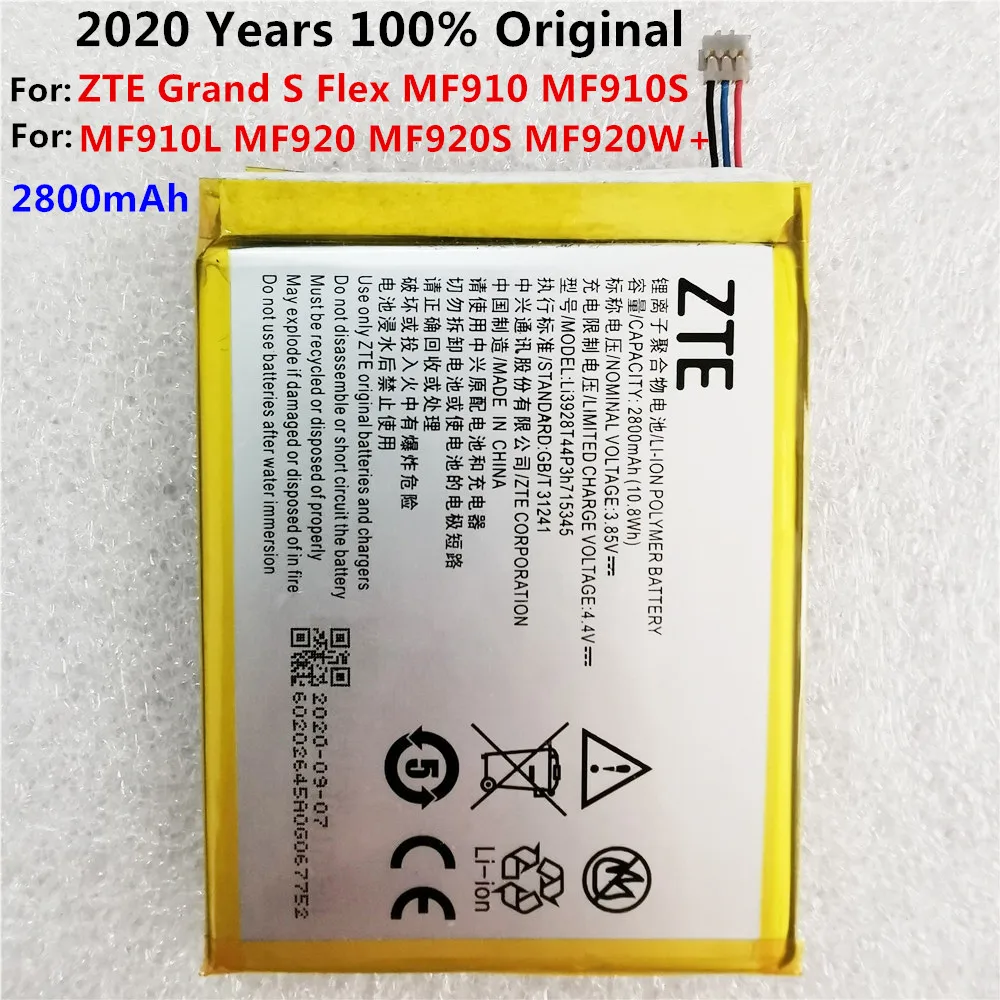 2020 Years 100% Original
For: ZTE Grand S Flex MF910 MF910S
For: MF910L MF920 MF920S MF920W+
2800mAh
ZTE
锂离子聚合物电池/LI-ION POLYMER BATTERY
容量/CAPACITY: 2800mAh (10.8Wh)
标称电压/NOMINAL VOLTAGE:3.85V⎓
充电限制电压/LIMITED CHARGE VOLTAGE:4.4V⎓
型号/MODEL:Li3928T44P3h715345
执行标准/STANDARD:GB/T 31241
中兴通讯股份有限公司/ZTE CORPORATION
中国制造/MADE IN CHINA
请使用中兴原配电池和充电器
切勿拆卸电池或使电池的电极短路
请正确回收或处理
破坏或投入火中有爆炸危险
电池浸水后禁止使用
Use only ZTE original batteries and chargers
Do not disassemble or short circuit the battery
Must be recycled or disposed of properly
May explode if damaged or disposed of in fire
Do not use if soaked in water
2020-09-07
60202645A0G067752
5
Li-ion
CE